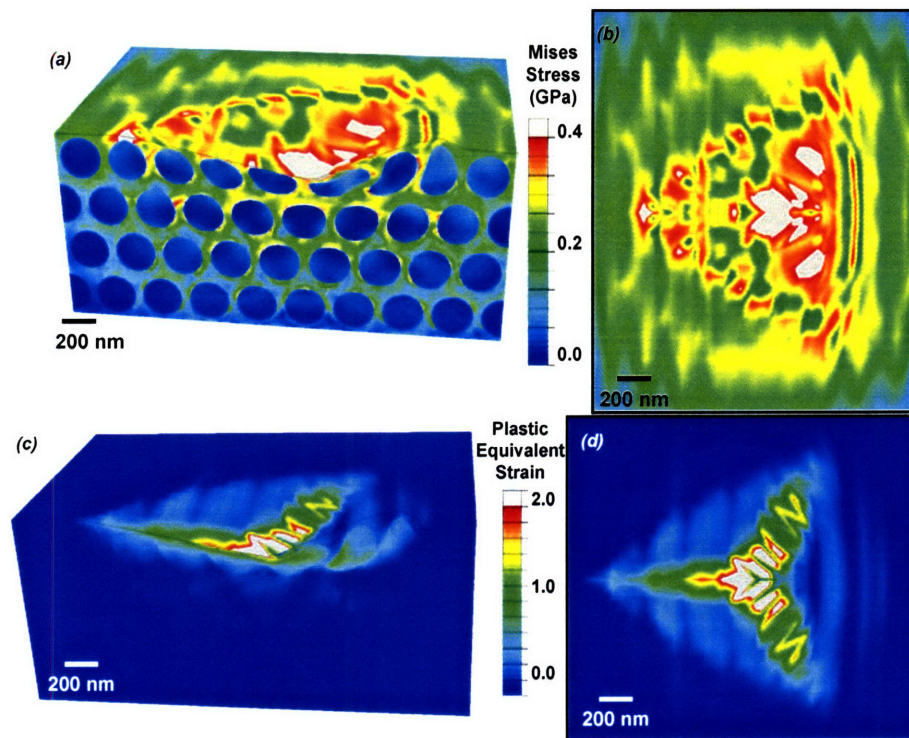 (a)
Mises
Stress
(GPa)
0.4
0.2
0.0
200 nm
(b)
200 nm
(c)
Plastic
Equivalent
Strain
2.0
1.0
0.0
200 nm
(d)
200 nm